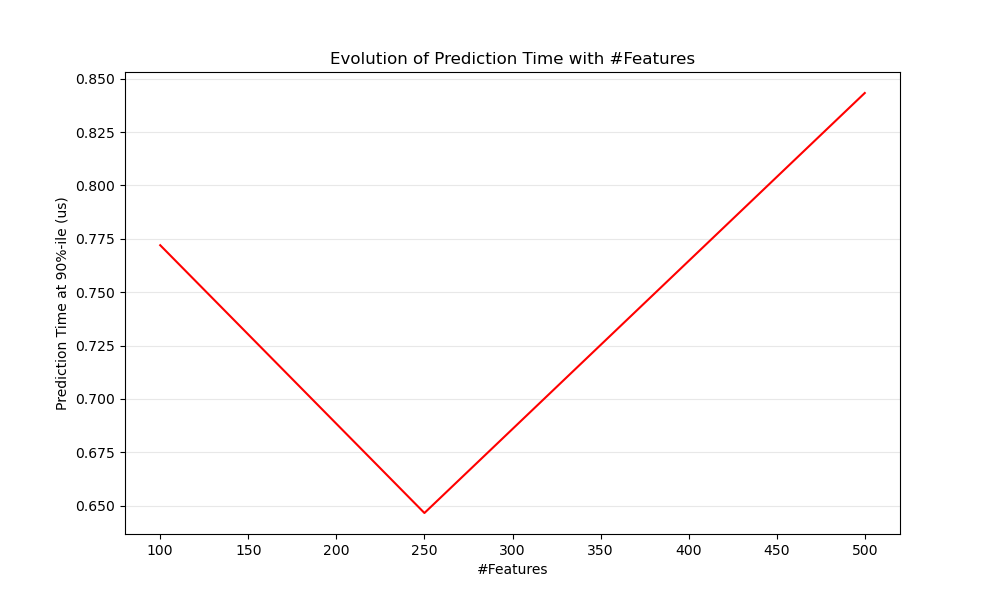 Evolution of Prediction Time with #Features
Prediction Time at 90%-ile (us)
0.850
0.825
0.800
0.775
0.750
0.725
0.700
0.675
0.650
100 150 200 250 300 350 400 450 500
#Features